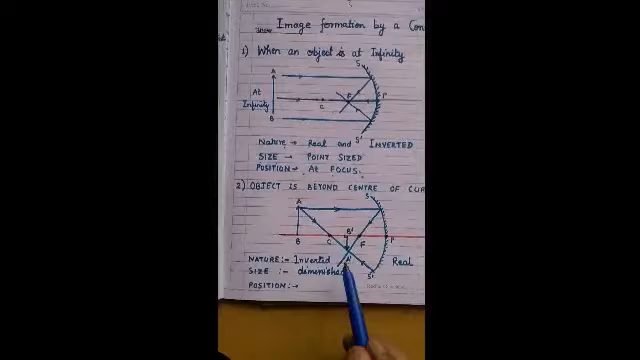 Image formation by a Con
1) When an object is at Infinity
A
S
At
Infinity
C
F
P
B
S'
Nature → Real and INVERTED
SIZE → POINT SIZED
POSITION → At FOCUS.
2) OBJECT IS BEYOND CENTRE OF CUR
A
S
B
C
B'
F
P
A'
S'
NATURE :- Inverted
Real
SIZE :- diminished
POSITION :→